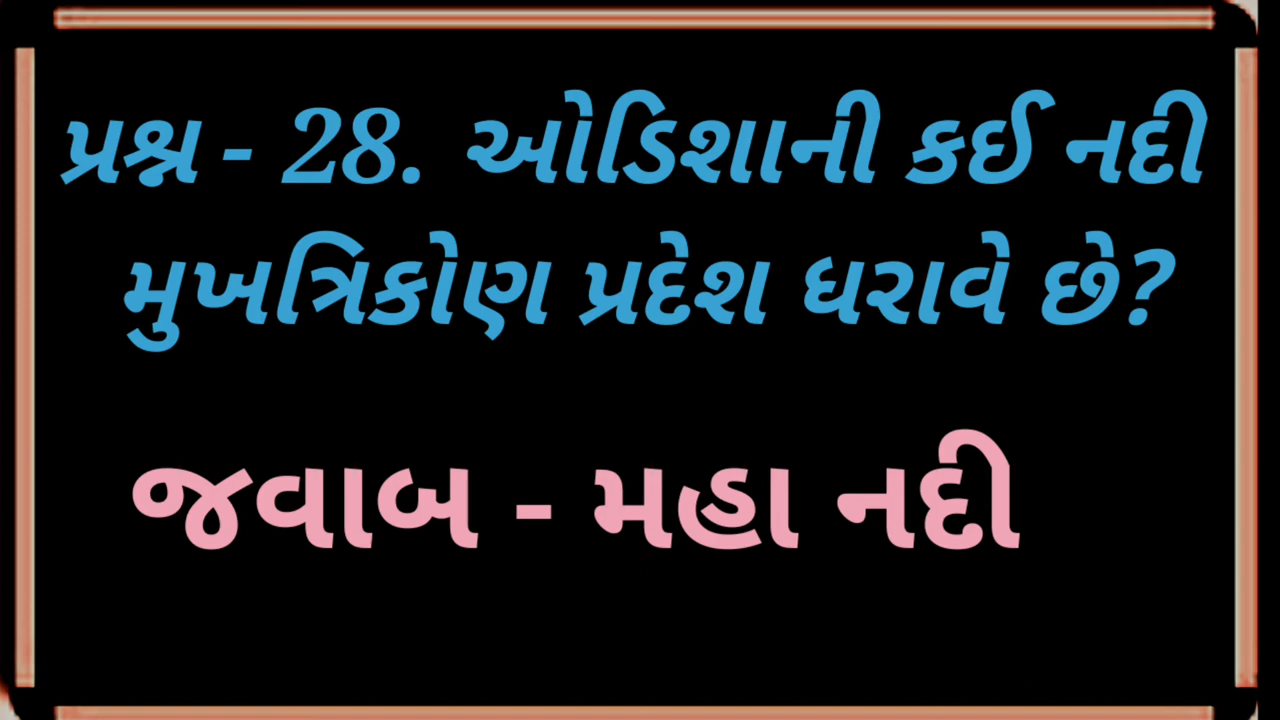 પ્રશ્ન - 28. ઓડિશાની કઈ નદી
મુખત્રિકોણ પ્રદેશ ધરાવે છે?
જવાબ - મહા નદી